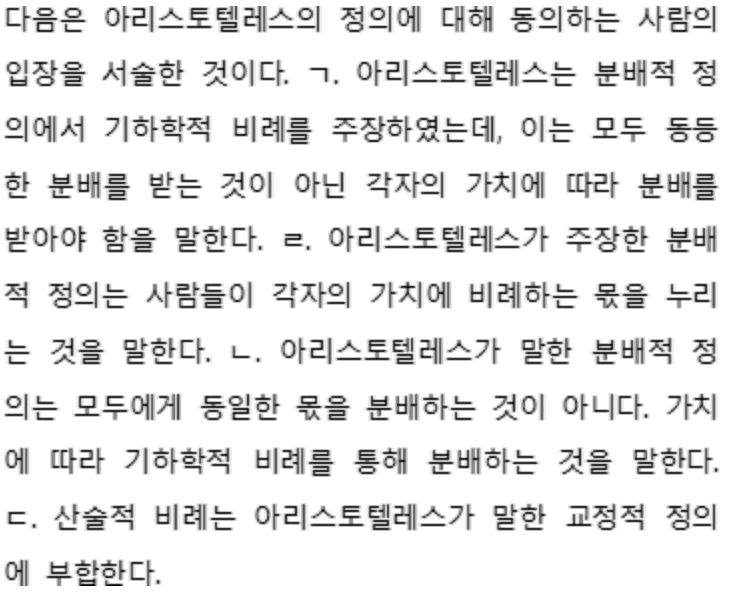 다음은 아리스토텔레스의 정의에 대해 동의하는 사람의
입장을 서술한 것이다. ㄱ. 아리스토텔레스는 분배적 정
의에서 기하학적 비례를 주장하였는데, 이는 모두 동등
한 분배를 받는 것이 아닌 각자의 가치에 따라 분배를
받아야 함을 말한다. ㄹ. 아리스토텔레스가 주장한 분배
적 정의는 사람들이 각자의 가치에 비례하는 몫을 누리
는 것을 말한다. ㄴ. 아리스토텔레스가 말한 분배적 정
의는 모두에게 동일한 몫을 분배하는 것이 아니다. 가치
에 따라 기하학적 비례를 통해 분배하는 것을 말한다.
ㄷ. 산술적 비례는 아리스토텔레스가 말한 교정적 정의
에 부합한다.